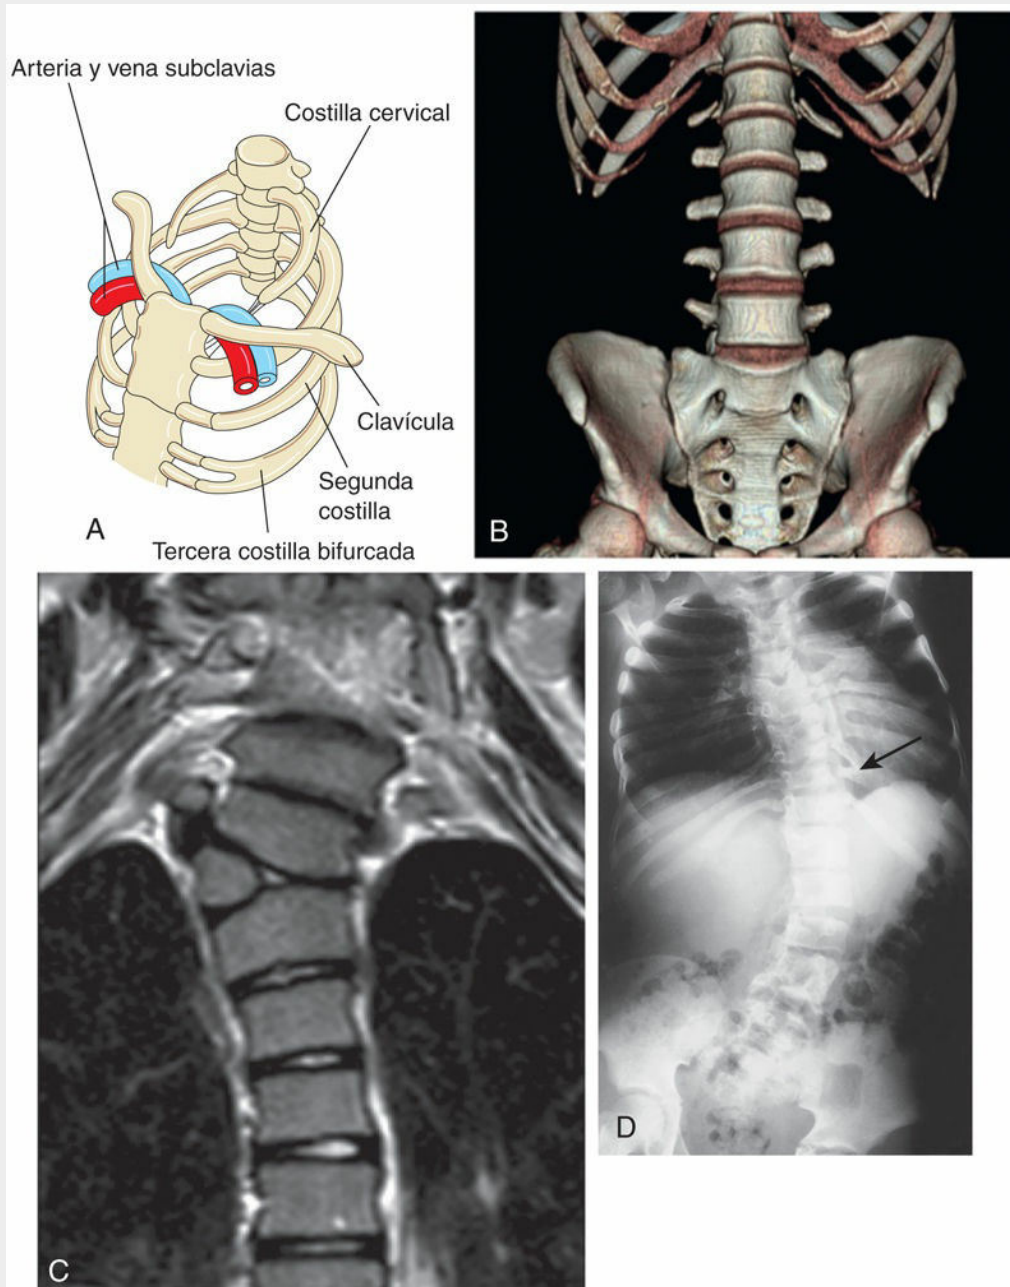 Arteria y vena subclavias
Costilla cervical
Clavícula
Segunda
costilla
Tercera costilla bifurcada
A
B
C
D